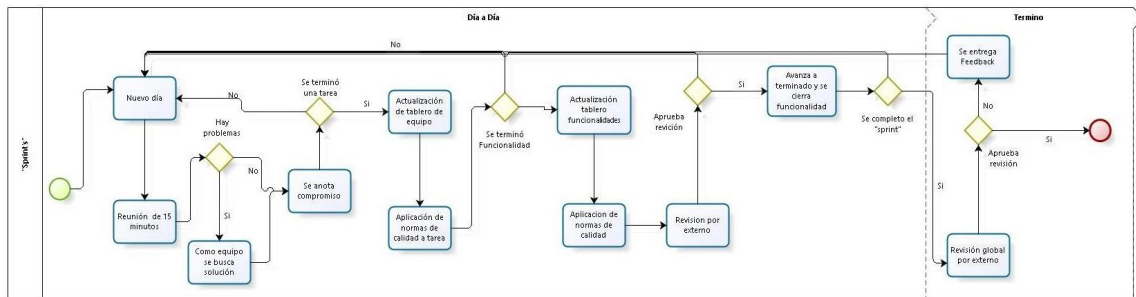 "Sprint's"
Día a Día
Termino
Nuevo día
Reunión de 15
minutos
Hay
problemas
No
Si
Como equipo
se busca
solución
Se anota
compromiso
Se terminó
una tarea
No
Si
Actualización
de tablero de
equipo
Aplicación de
normas de
calidad a tarea
No
Se terminó
Funcionalidad
Actualización
tablero
funcionalidades
Aplicacion de
normas de
calidad
Revision por
externo
Aprueba
revición
Si
Avanza a
terminado y se
cierra
funcionalidad
Se completo el
"sprint"
Si
Revisión global
por externo
Aprueba
revisión
No
Si
Se entrega
Feedback